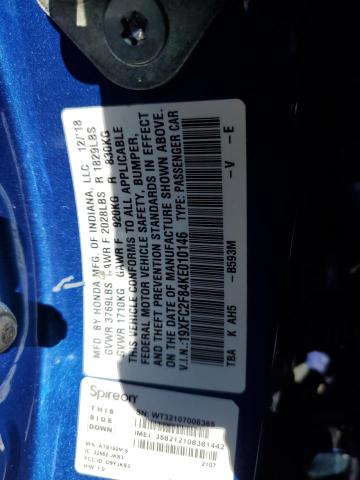 MFD BY HONDA MFG. OF INDIANA, LLC 12/'18
GVWR 3769LBS GAWR F 2028LBS R 1829LBS
GVWR 1710KG GAWR F 920KG R 830KG
THIS VEHICLE CONFORMS TO ALL APPLICABLE
FEDERAL MOTOR VEHICLE SAFETY, BUMPER,
AND THEFT PREVENTION STANDARDS IN EFFECT
ON THE DATE OF MANUFACTURE SHOWN ABOVE.
V.I.N.:19XFC2F84KE010146 TYPE: PASSENGER CAR
TBA K AH5 -B593M -V -E
Spireon
THIS
SIDE
DOWN
SN: WT32107006365
IMEI: 358212108381442
2107